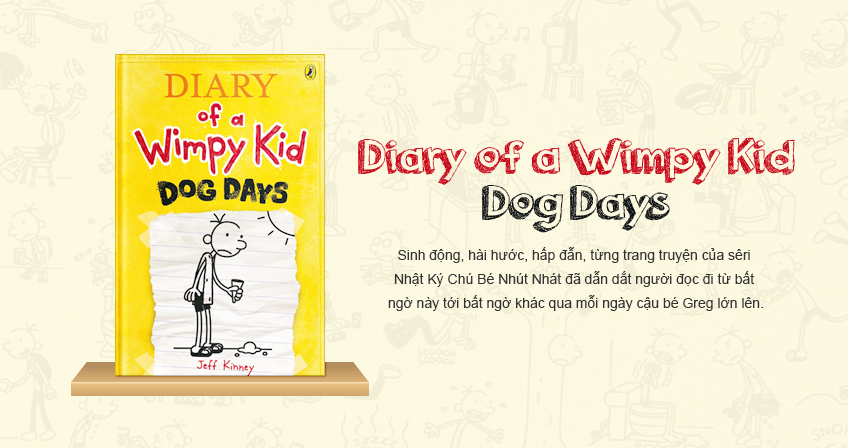 DIARY
of a
Wimpy Kid
DOG DAYS
Jeff Kinney
Diary of a Wimpy Kid
Dog Days
Sinh động, hài hước, hấp đẫn, từng trang truyện của sêri
Nhật Ký Chú Bé Nhút Nhát đã dẫn dắt người đọc đi từ bất
ngờ này tới bất ngờ khác qua mỗi ngày cậu bé Greg lớn lên.